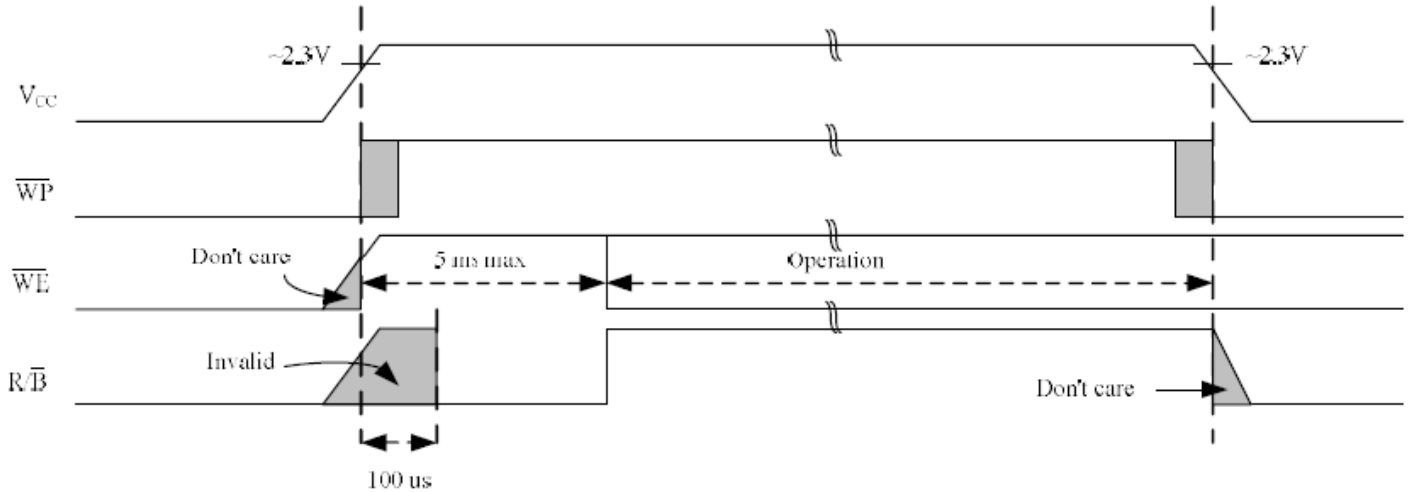 ~2.3V
~2.3V
VCC
WP
Don't care
5 ms max
Operation
WE
Invalid
R/B
Don't care
100 us